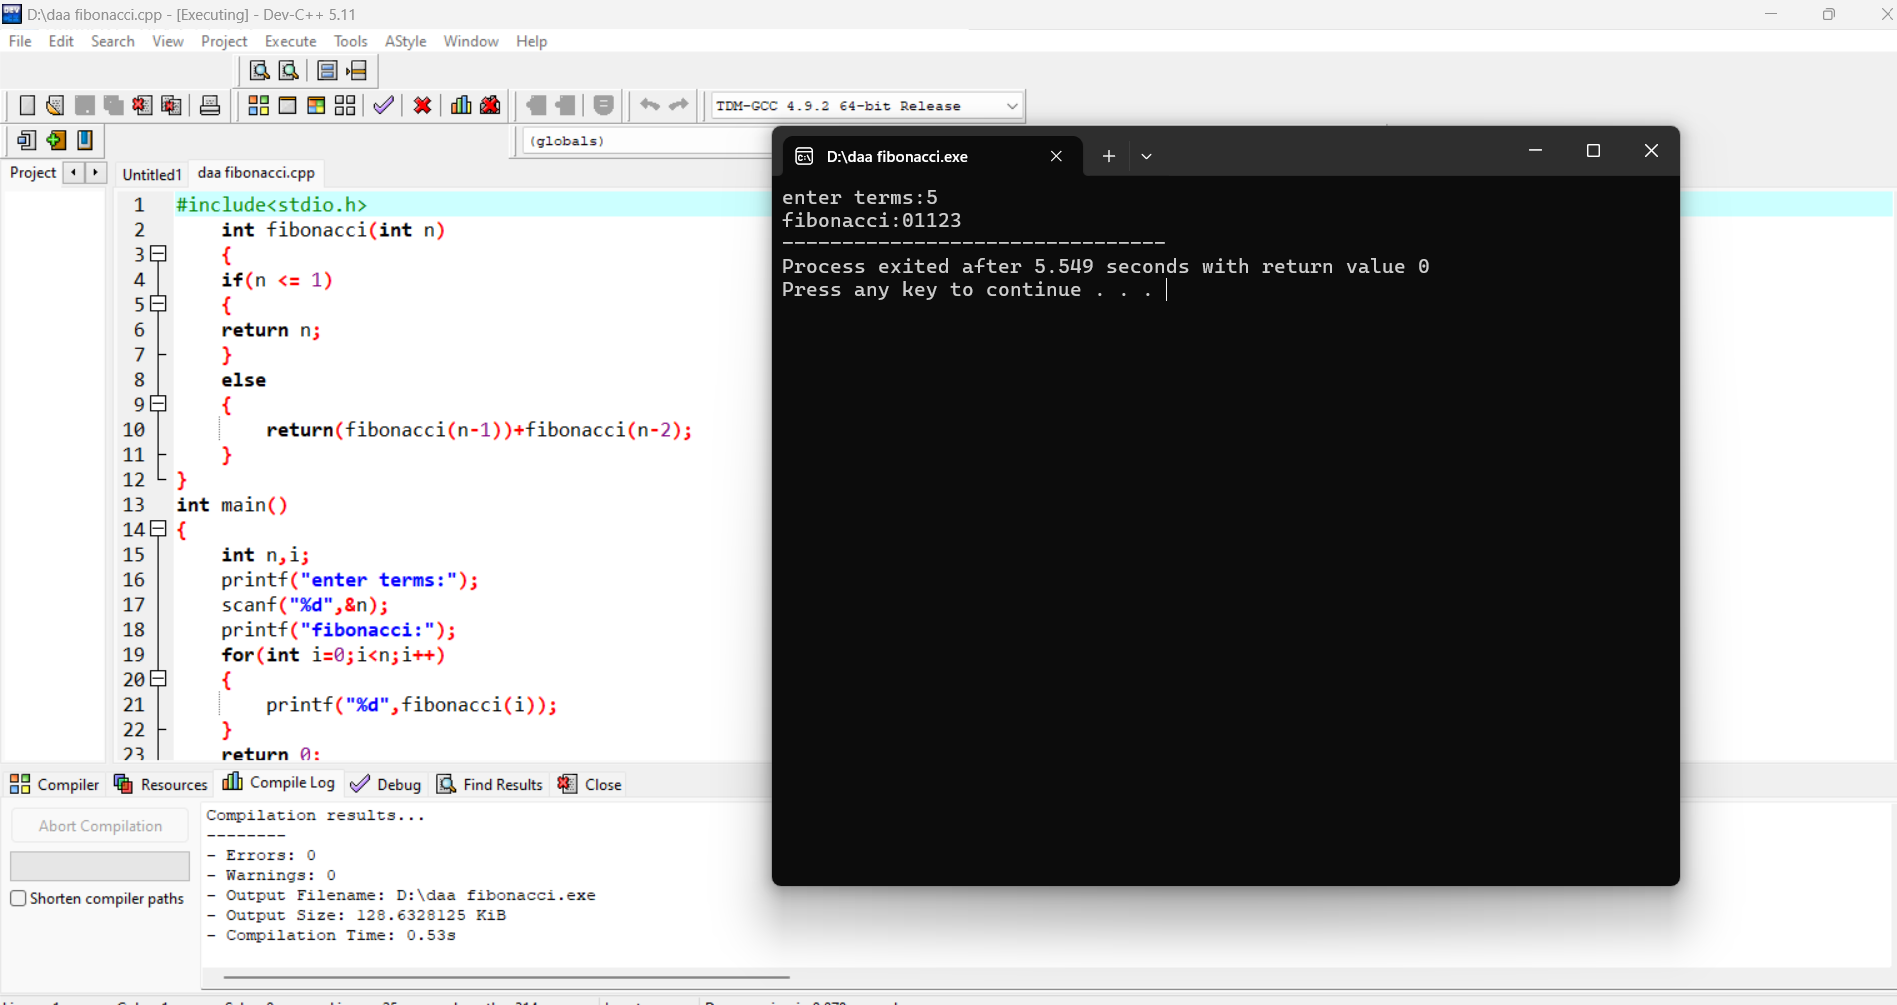 D:\daa fibonacci.cpp - [Executing] - Dev-C++ 5.11
File Edit Search View Project Execute Tools AStyle Window Help
TDM-GCC 4.9.2 64-bit Release
(globals)
Project
Untitled1 daa fibonacci.cpp
1 #include<stdio.h>
2 int fibonacci(int n)
3 {
4 if(n <= 1)
5 {
6 return n;
7 }
8 else
9 {
10 return(fibonacci(n-1))+fibonacci(n-2);
11 }
12 }
13 int main()
14 {
15 int n,i;
16 printf("enter terms:");
17 scanf("%d",&n);
18 printf("fibonacci:");
19 for(int i=0;i<n;i++)
20 {
21 printf("%d",fibonacci(i));
22 }
23 return 0;
D:\daa fibonacci.exe
enter terms:5
fibonacci:01123
--------------------------------
Process exited after 5.549 seconds with return value 0
Press any key to continue . . .
Compiler Resources Compile Log Debug Find Results Close
Abort Compilation
Shorten compiler paths
Compilation results...
--------
- Errors: 0
- Warnings: 0
- Output Filename: D:\daa fibonacci.exe
- Output Size: 128.6328125 KiB
- Compilation Time: 0.53s